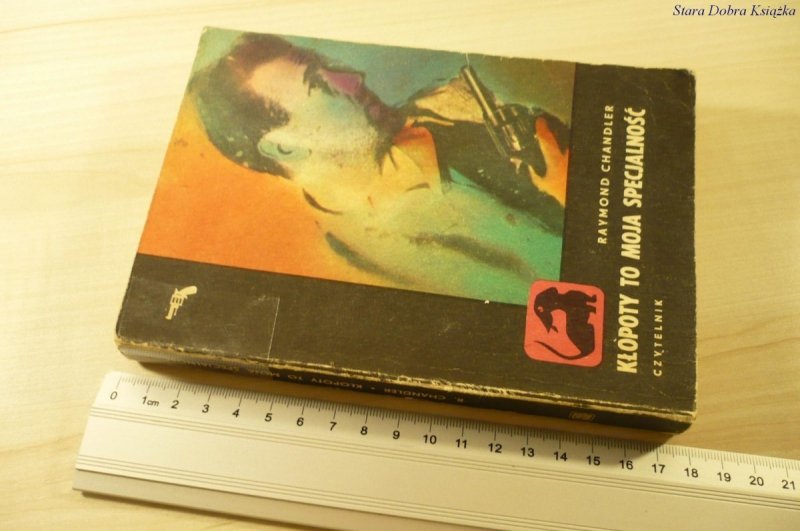 Stara Dobra Książka
RAYMOND CHANDLER
KŁOPOTY TO MOJA SPECJALNOŚĆ
CZYTELNIK
R. CHANDLER • KŁOPOTY TO MOJA SPECJALNOŚĆ
0 1cm 2 3 4 5 6 7 8 9 10 11 12 13 14 15 16 17 18 19 20 21